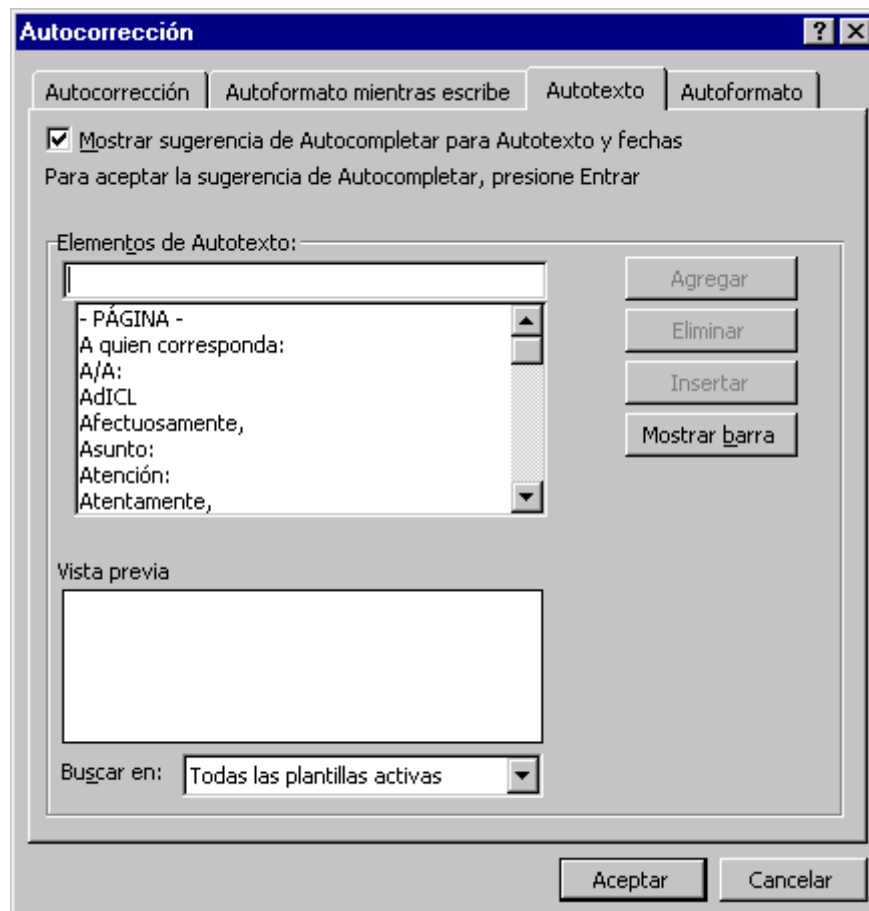 Autocorrección
Autocorrección Autoformato mientras escribe Autotexto Autoformato
Mostrar sugerencia de Autocompletar para Autotexto y fechas
Para aceptar la sugerencia de Autocompletar, presione Entrar
Elementos de Autotexto:
Agregar
- PÁGINA -
A quien corresponda:
A/A:
AdICL
Afectuosamente,
Asunto:
Atención:
Atentamente,
Eliminar
Insertar
Mostrar barra
Vista previa
Buscar en: Todas las plantillas activas
Aceptar Cancelar